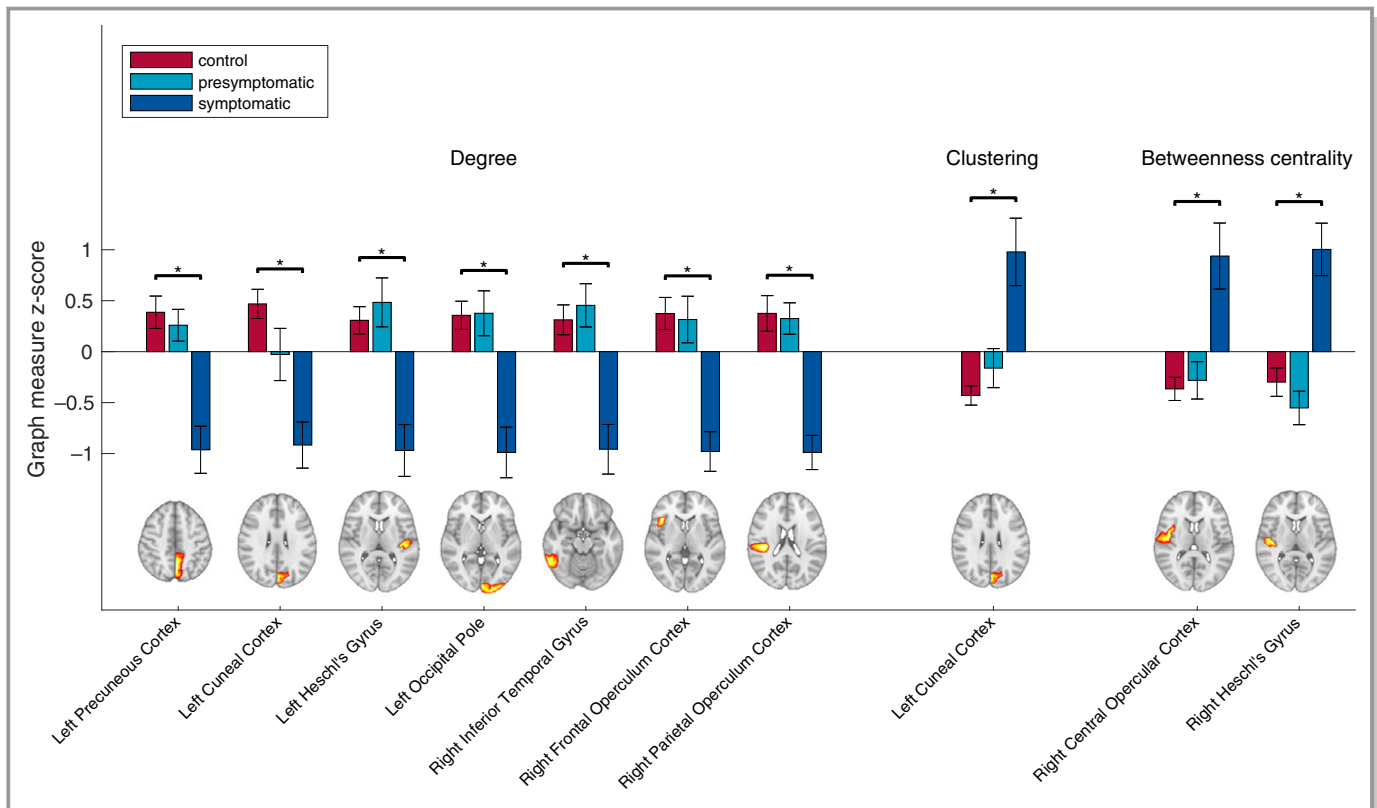 control
presymptomatic
symptomatic
Degree
Clustering
Betweenness centrality
*
*
*
*
*
*
*
*
*
*
Graph measure z-score
1
0.5
0
−0.5
−1
Left Precuneous Cortex
Left Cuneal Cortex
Left Heschl's Gyrus
Left Occipital Pole
Right Inferior Temporal Gyrus
Right Frontal Operculum Cortex
Right Parietal Operculum Cortex
Left Cuneal Cortex
Right Central Opercular Cortex
Right Heschl's Gyrus